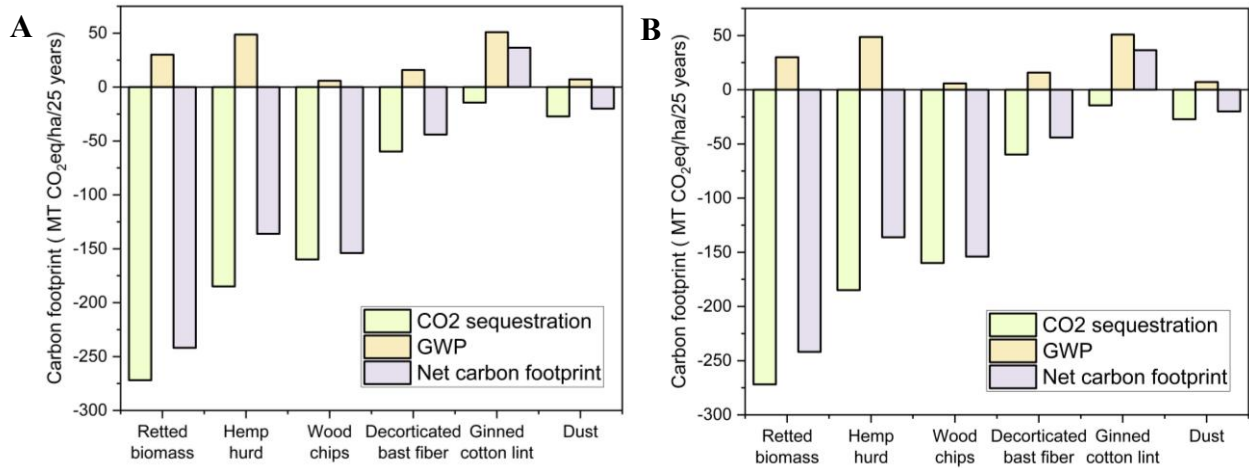 A
Carbon footprint ( MT CO₂eq/ha/25 years)
50
0
-50
-100
-150
-200
-250
-300
CO2 sequestration
GWP
Net carbon footprint
Retted biomass
Hemp hurd
Wood chips
Decorticated bast fiber
Ginned cotton lint
Dust
B
Carbon footprint ( MT CO₂eq/ha/25 years)
50
0
-50
-100
-150
-200
-250
-300
CO2 sequestration
GWP
Net carbon footprint
Retted biomass
Hemp hurd
Wood chips
Decorticated bast fiber
Ginned cotton lint
Dust